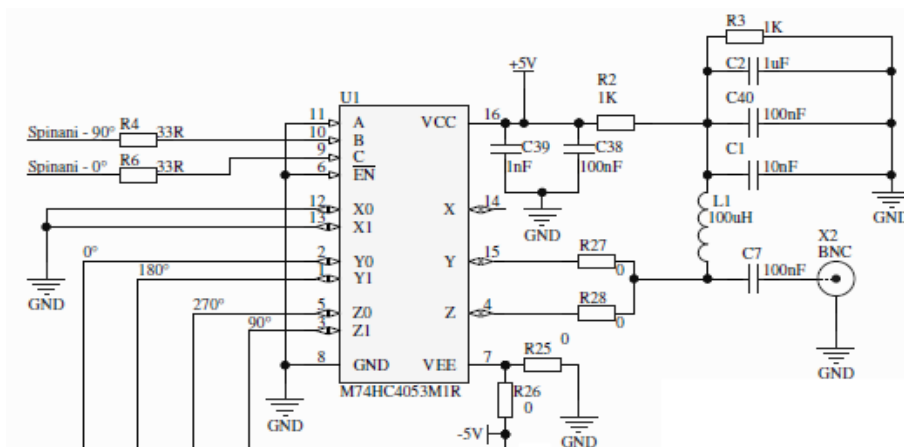 R3
1K
C2
1uF
+5V
R2
1K
C40
100nF
U1
11 A VCC 16
Spinani - 90° R4 33R 10 B
C39
1nF
C38
100nF
C1
10nF
Spinani - 0° R6 33R 9 C
6 EN
L1
100uH
GND
12 X0 X 14
GND
13 X1
R27
0
C7
100nF
X2
BNC
0° 2 Y0 Y 15
180° 1 Y1
GND
270° 5 Z0 Z 4
R28
0
90° 3 Z1
8 GND VEE 7
R25
0
GND
M74HC4053M1R
R26
0
GND
GND
-5V